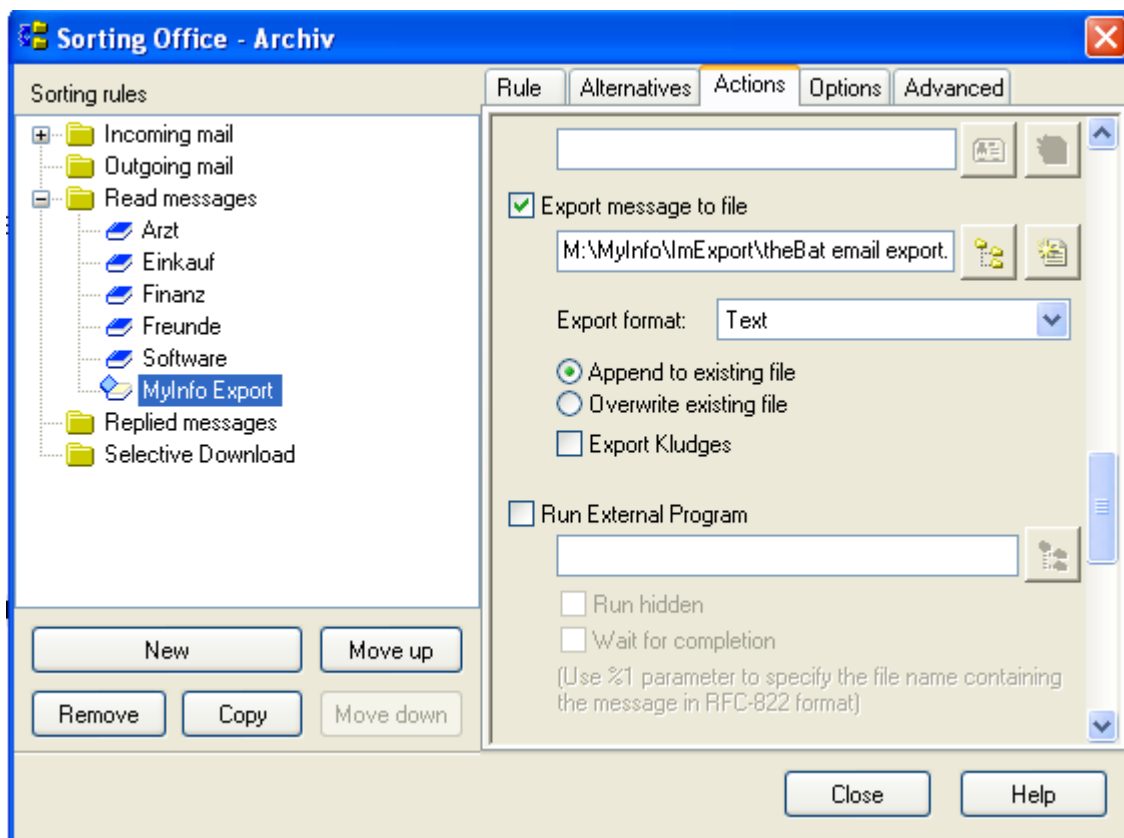 Sorting Office - Archiv
Sorting rules
Incoming mail
Outgoing mail
Read messages
Arzt
Einkauf
Finanz
Freunde
Software
MyInfo Export
Replied messages
Selective Download
New
Move up
Remove
Copy
Move down
Rule
Alternatives
Actions
Options
Advanced
Export message to file
M:\MyInfo\ImExport\theBat email export.
Export format:
Text
Append to existing file
Overwrite existing file
Export Kludges
Run External Program
Run hidden
Wait for completion
(Use %1 parameter to specify the file name containing
the message in RFC-822 format)
Close
Help